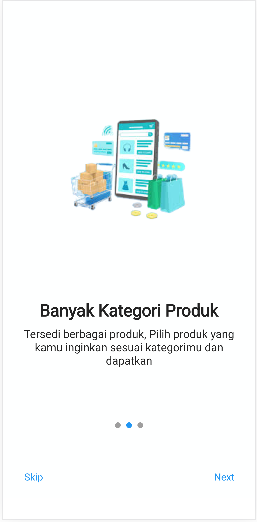 Banyak Kategori Produk
Tersedi berbagai produk, Pilih produk yang
kamu inginkan sesuai kategorimu dan
dapatkan
Skip
Next